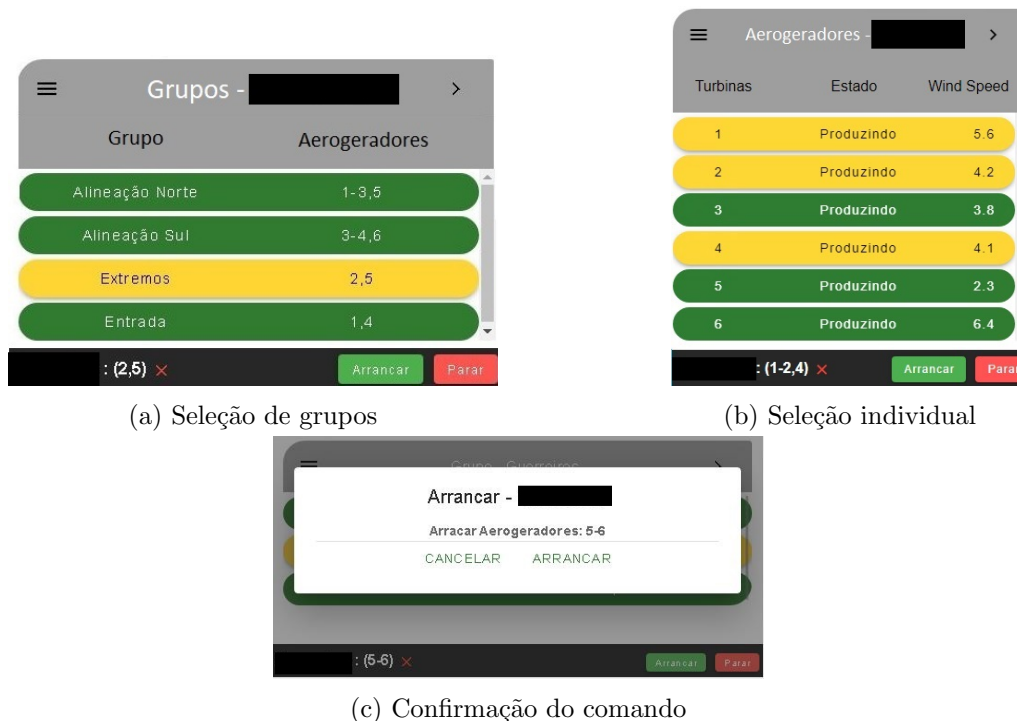 Grupos -
Grupo Aerogeradores
Alineação Norte 1-3,5
Alineação Sul 3-4,6
Extremos 2,5
Entrada 1,4
: (2,5) × Arrancar Parar
(a) Seleção de grupos
Aerogeradores -
Turbinas Estado Wind Speed
1 Produzindo 5.6
2 Produzindo 4.2
3 Produzindo 3.8
4 Produzindo 4.1
5 Produzindo 2.3
6 Produzindo 6.4
: (1-2,4) × Arrancar Parar
(b) Seleção individual
Grupo - Guerreiros
Arrancar -
Arracar Aerogeradores: 5-6
CANCELAR ARRANCAR
: (5-6) × Arrancar Parar
(c) Confirmação do comando